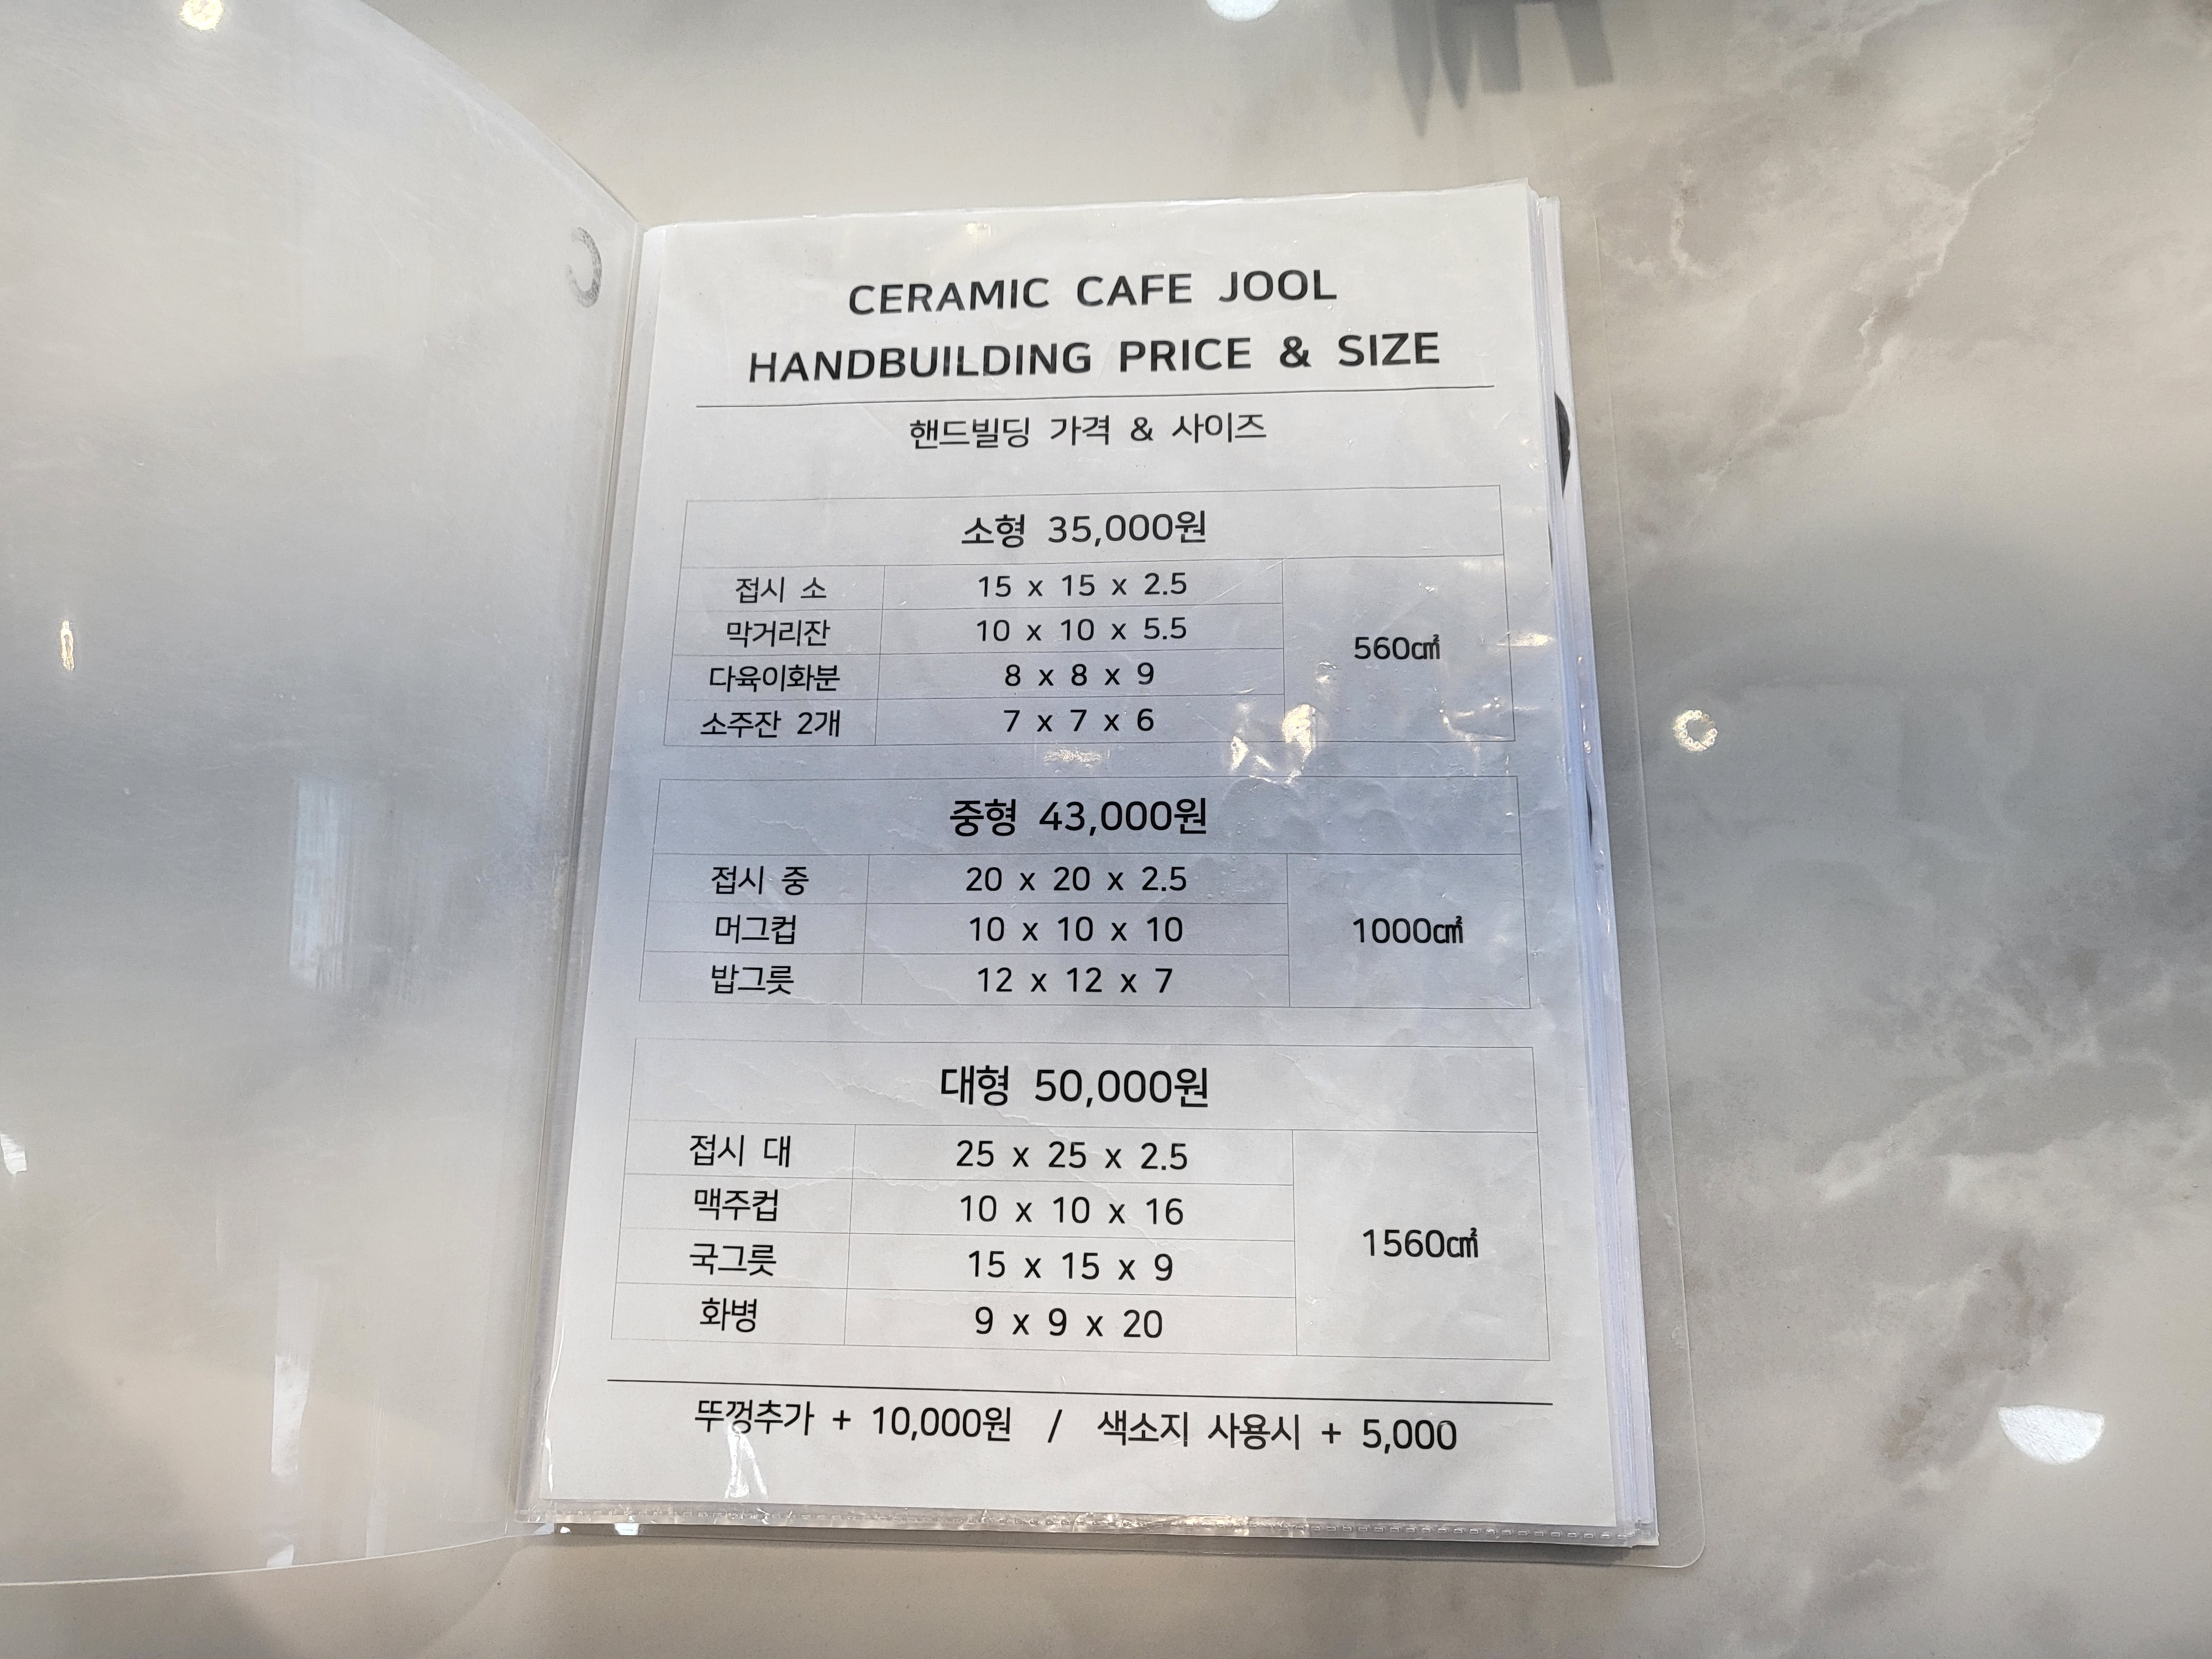 CERAMIC CAFE JOOL
HANDBUILDING PRICE & SIZE
핸드빌딩 가격 & 사이즈
소형 35,000원
접시 소 15 x 15 x 2.5
막거리잔 10 x 10 x 5.5
다육이화분 8 x 8 x 9
소주잔 2개 7 x 7 x 6
560㎤
중형 43,000원
접시 중 20 x 20 x 2.5
머그컵 10 x 10 x 10
밥그릇 12 x 12 x 7
1000㎤
대형 50,000원
접시 대 25 x 25 x 2.5
맥주컵 10 x 10 x 16
국그릇 15 x 15 x 9
화병 9 x 9 x 20
1560㎤
뚜껑추가 + 10,000원 / 색소지 사용시 + 5,000